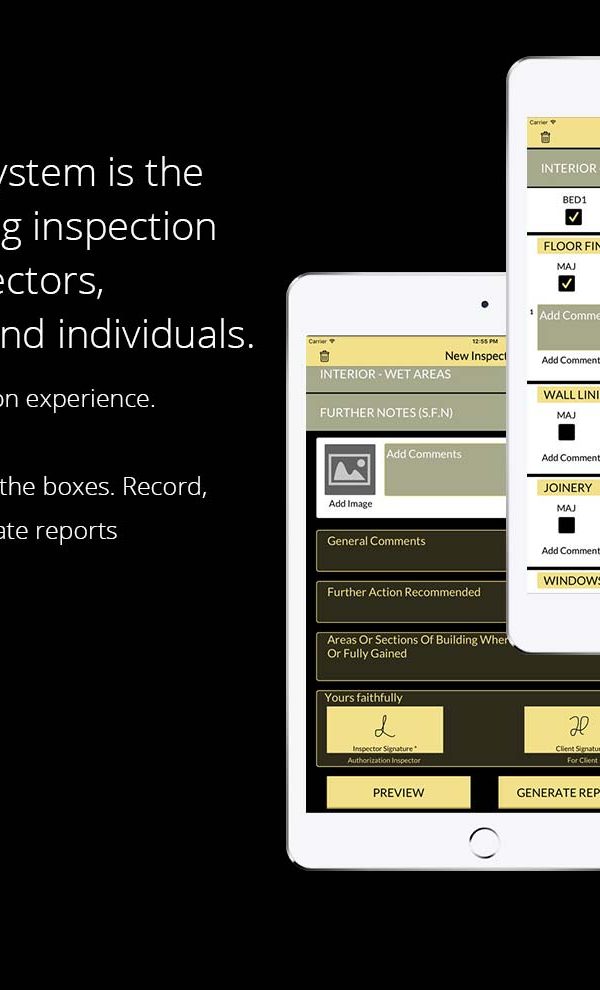 ystem is the
g inspection
ectors,
nd individuals.
on experience.
the boxes. Record,
ate reports
Carrier
12:55 PM
New Inspect
INTERIOR - WET AREAS
FURTHER NOTES (S.F.N)
Add Comments
Add Image
General Comments
Further Action Recommended
Areas Or Sections Of Building Wher
Or Fully Gained
Yours faithfully
Inspector Signature *
Authorization Inspector
Client Signatu
For Client
PREVIEW
GENERATE REP
Carrier
INTERIOR
BED1
FLOOR FIN
MAJ
1
Add Comme
Add Comment
WALL LINI
MAJ
Add Comment
JOINERY
MAJ
Add Comment
WINDOWS